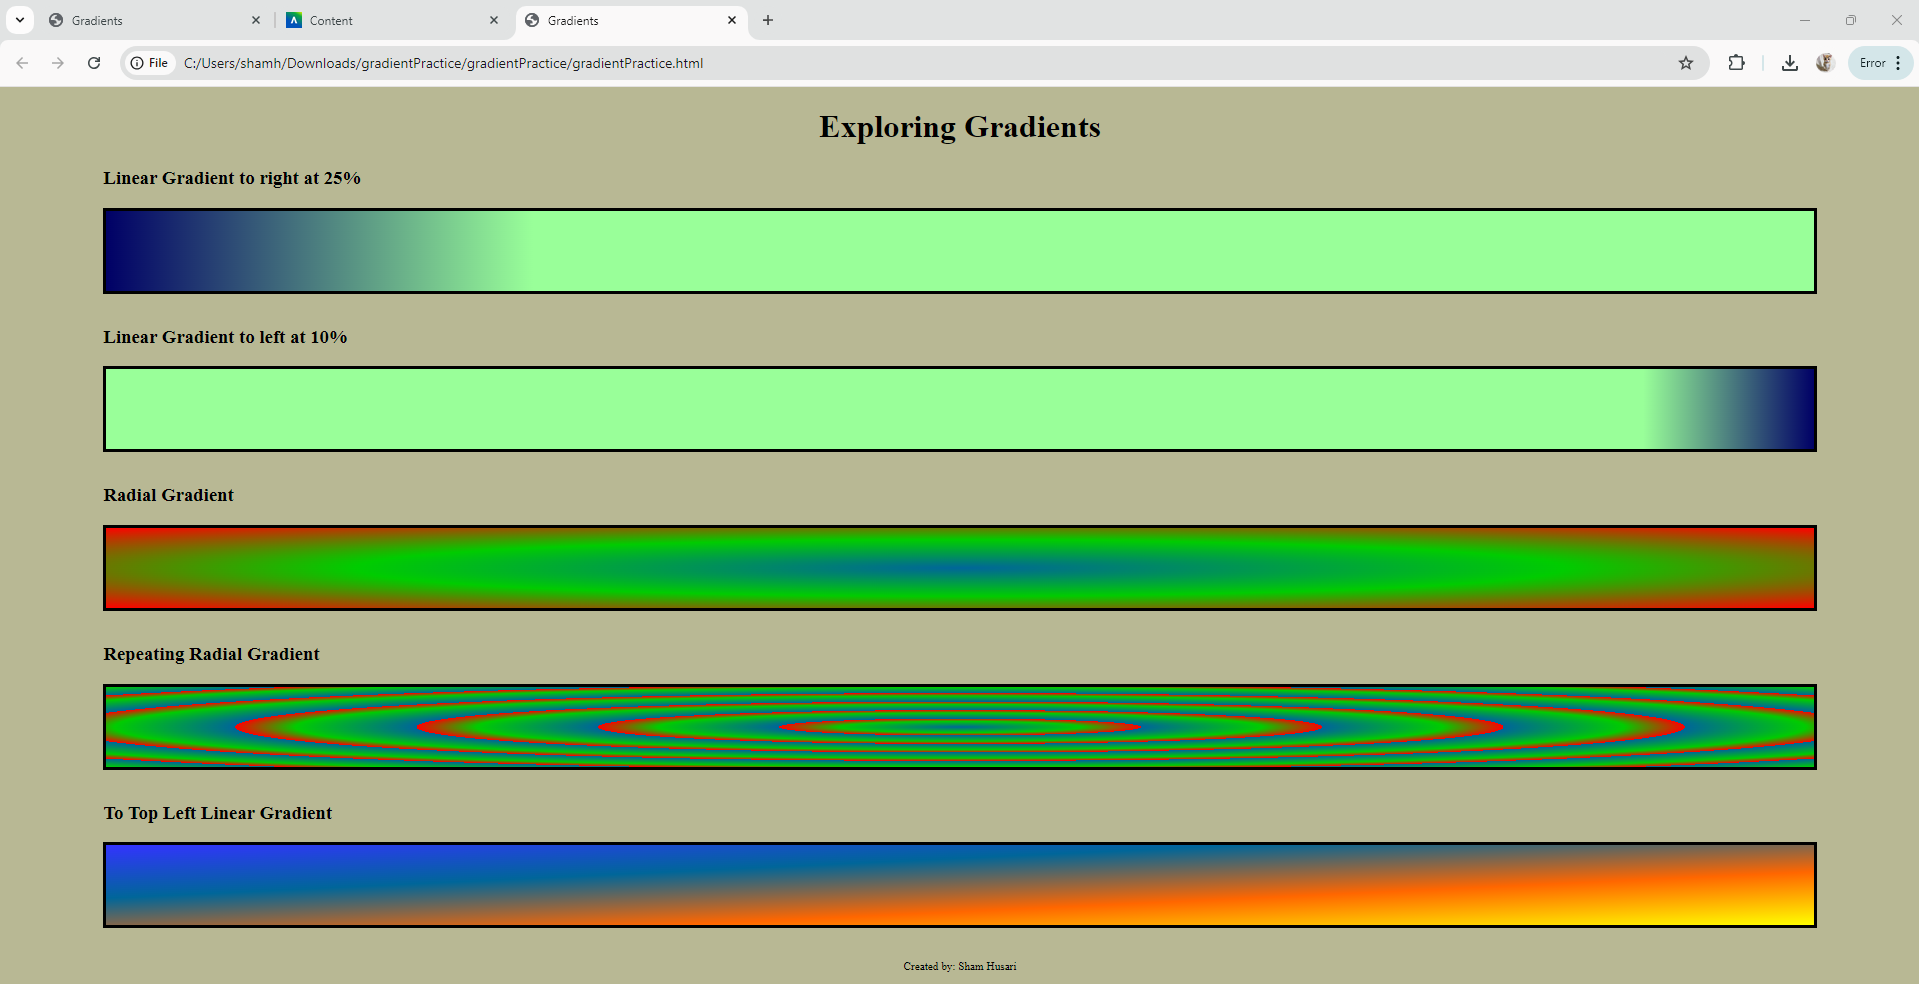 Gradients
Content
Gradients
File
C:/Users/shamh/Downloads/gradientPractice/gradientPractice/gradientPractice.html
Error
Exploring Gradients
Linear Gradient to right at 25%
Linear Gradient to left at 10%
Radial Gradient
Repeating Radial Gradient
To Top Left Linear Gradient
Created by: Sham Husari